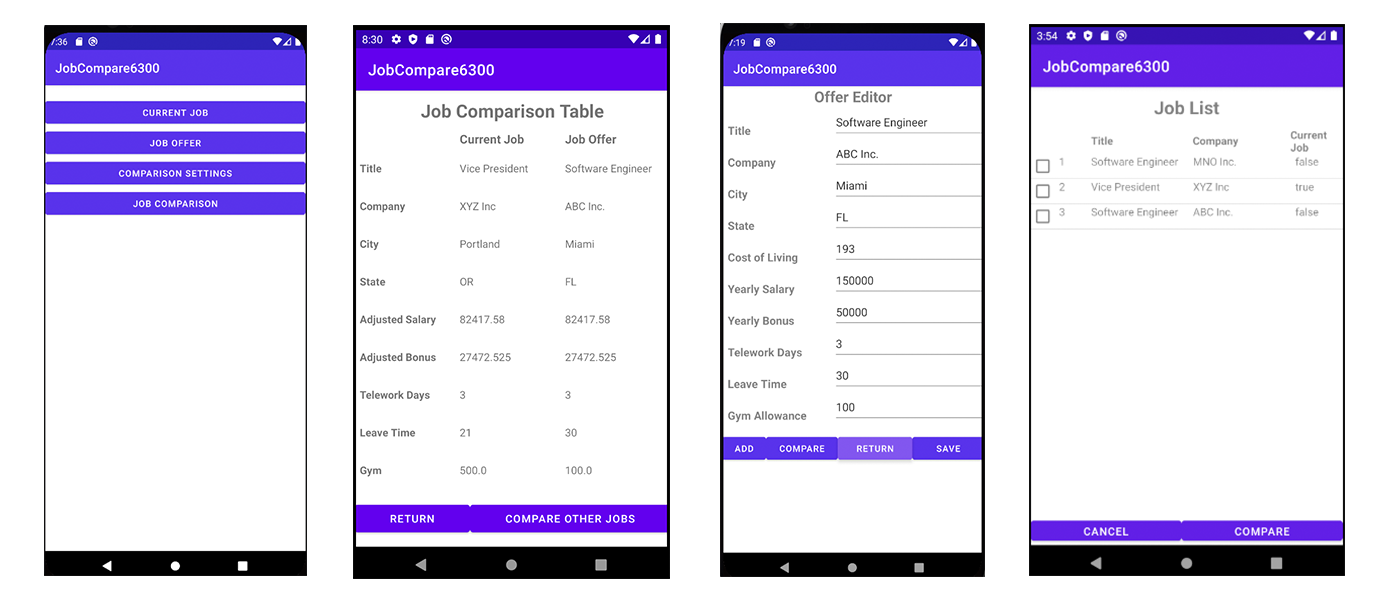 7:36
JobCompare6300
CURRENT JOB
JOB OFFER
COMPARISON SETTINGS
JOB COMPARISON
8:30
JobCompare6300
Job Comparison Table
Current Job Job Offer
Title Vice President Software Engineer
Company XYZ Inc ABC Inc.
City Portland Miami
State OR FL
Adjusted Salary 82417.58 82417.58
Adjusted Bonus 27472.525 27472.525
Telework Days 3 3
Leave Time 21 30
Gym 500.0 100.0
RETURN COMPARE OTHER JOBS
7:19
JobCompare6300
Offer Editor
Title Software Engineer
Company ABC Inc.
City Miami
State FL
Cost of Living 193
Yearly Salary 150000
Yearly Bonus 50000
Telework Days 3
Leave Time 30
Gym Allowance 100
ADD COMPARE RETURN SAVE
3:54
JobCompare6300
Job List
Title Company Current
Job
1 Software Engineer MNO Inc. false
2 Vice President XYZ Inc true
3 Software Engineer ABC Inc. false
CANCEL COMPARE